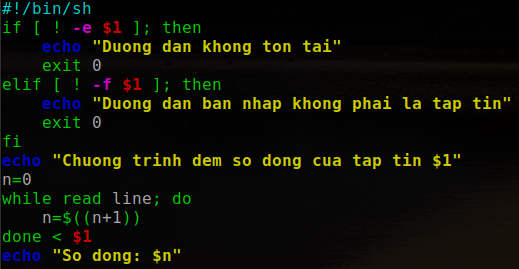 #!/bin/sh
if [ ! -e $1 ]; then
    echo "Duong dan khong ton tai"
    exit 0
elif [ ! -f $1 ]; then
    echo "Duong dan ban nhap khong phai la tap tin"
    exit 0
fi
echo "Chuong trinh dem so dong cua tap tin $1"
n=0
while read line; do
    n=$((n+1))
done < $1
echo "So dong: $n"